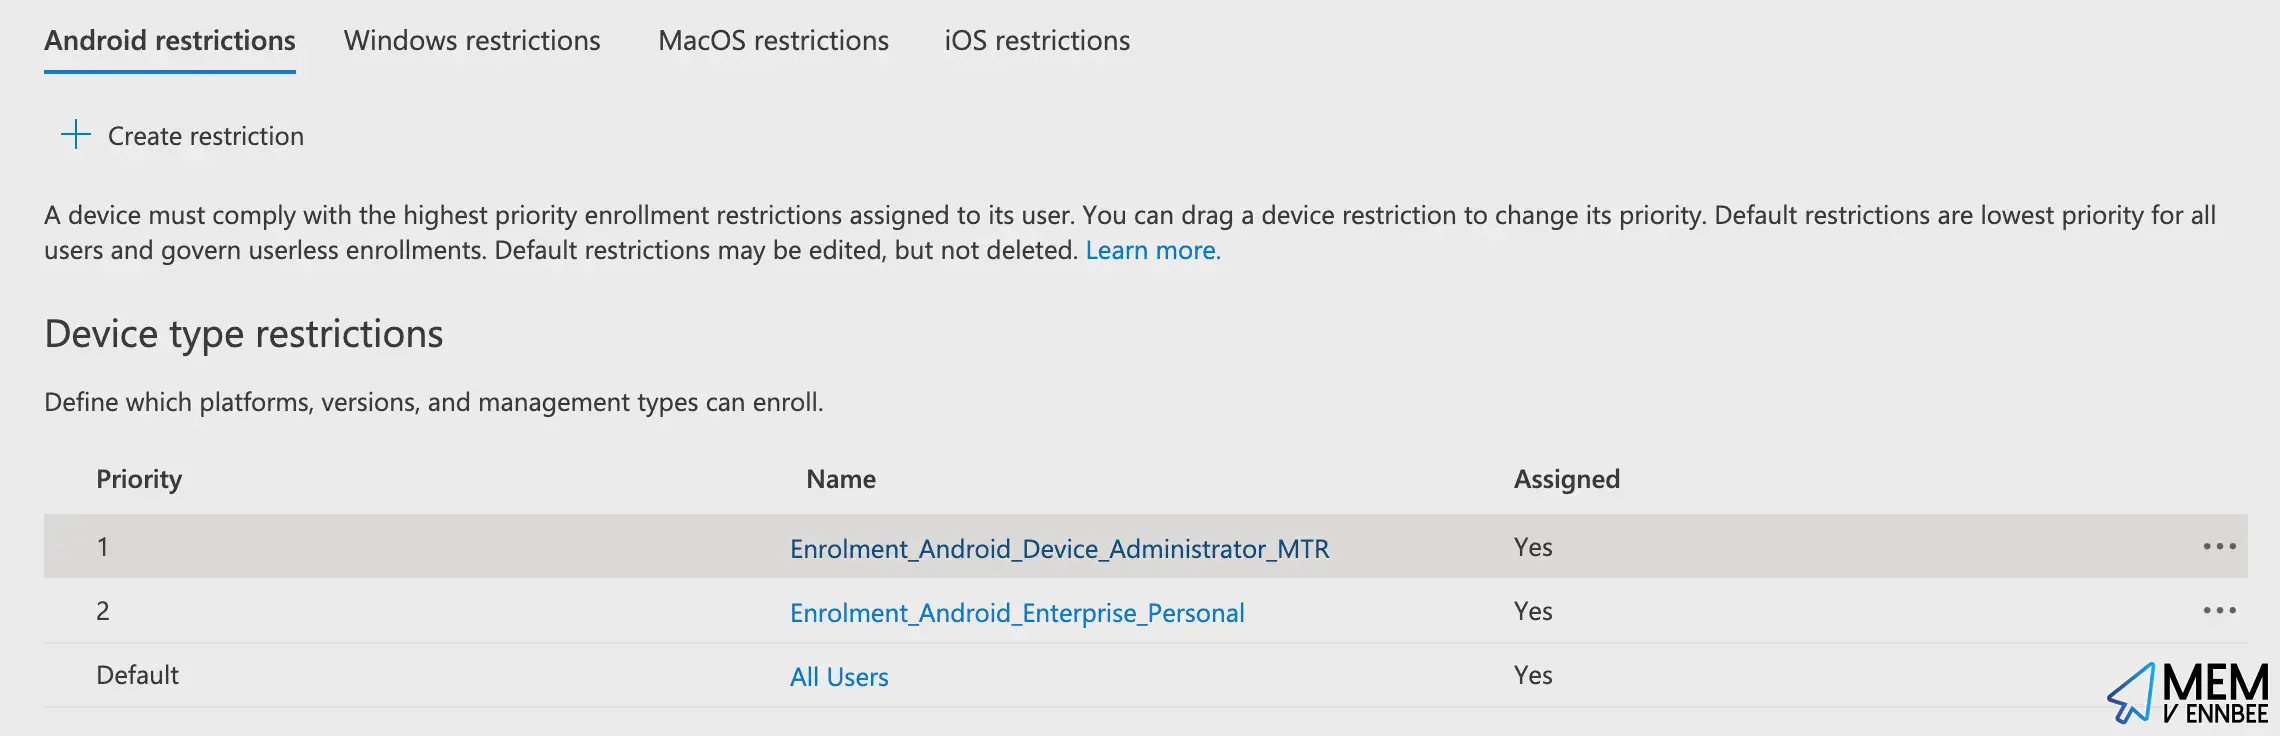 Android restrictions Windows restrictions MacOS restrictions iOS restrictions
Create restriction
A device must comply with the highest priority enrollment restrictions assigned to its user. You can drag a device restriction to change its priority. Default restrictions are lowest priority for all
users and govern userless enrollments. Default restrictions may be edited, but not deleted. Learn more.
Device type restrictions
Define which platforms, versions, and management types can enroll.
Priority Name Assigned
1 Enrolment_Android_Device_Administrator_MTR Yes
2 Enrolment_Android_Enterprise_Personal Yes
Default All Users Yes
MEM
V ENNBEE